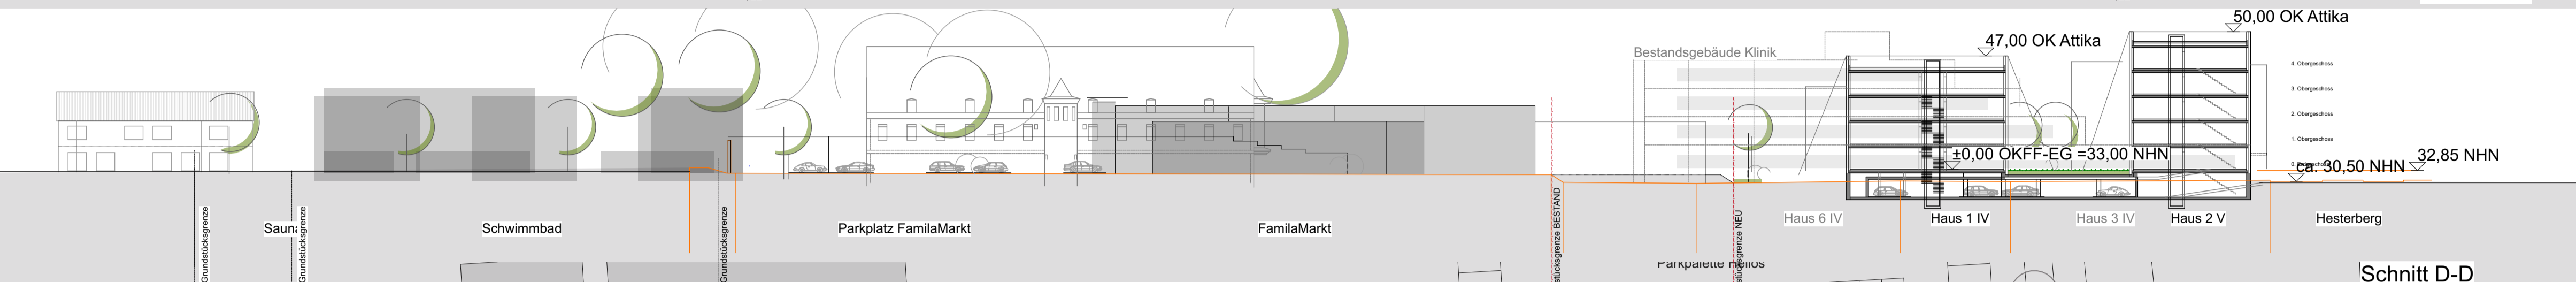 50,00 OK Attika
47,00 OK Attika
Bestandsgebäude Klinik
4. Obergeschoss
3. Obergeschoss
2. Obergeschoss
1. Obergeschoss
±0,00 OKFF-EG =33,00 NHN
32,85 NHN
ca. 30,50 NHN
Sauna
Schwimmbad
Parkplatz FamilaMarkt
FamilaMarkt
Haus 6 IV
Haus 1 IV
Haus 3 IV
Haus 2 V
Hesterberg
Grundstücksgrenze
Grundstücksgrenze
Grundstücksgrenze
stücksgrenze BESTAND
stücksgrenze NEU
Parkpalette Helios
Schnitt D-D